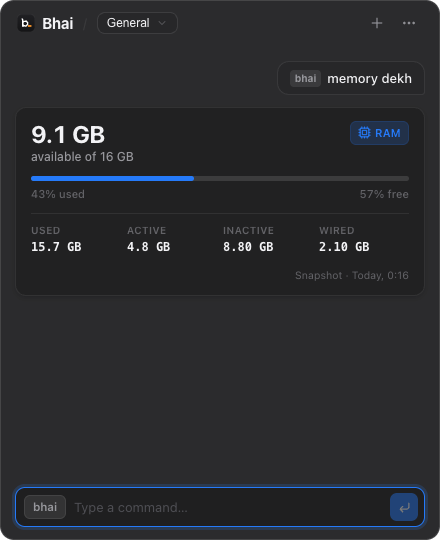 b.
Bhai / General
bhai memory dekh
9.1 GB
RAM
available of 16 GB
43% used 57% free
USED ACTIVE INACTIVE WIRED
15.7 GB 4.8 GB 8.80 GB 2.10 GB
Snapshot · Today, 0:16
bhai Type a command...